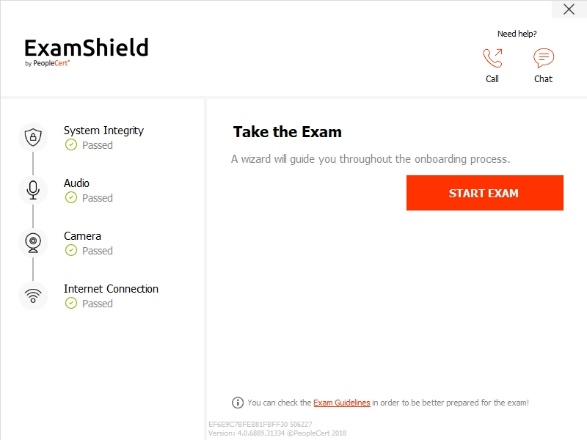 Need help?
ExamShield
by PeopleCert
Call
Chat
System Integrity
Passed
Audio
Passed
Camera
Passed
Internet Connection
Passed
Take the Exam
A wizard will guide you throughout the onboarding process.
START EXAM
You can check the Exam Guidelines in order to be better prepared for the exam!
Version: 4.0.6889.31334 ©PeopleCert 2018